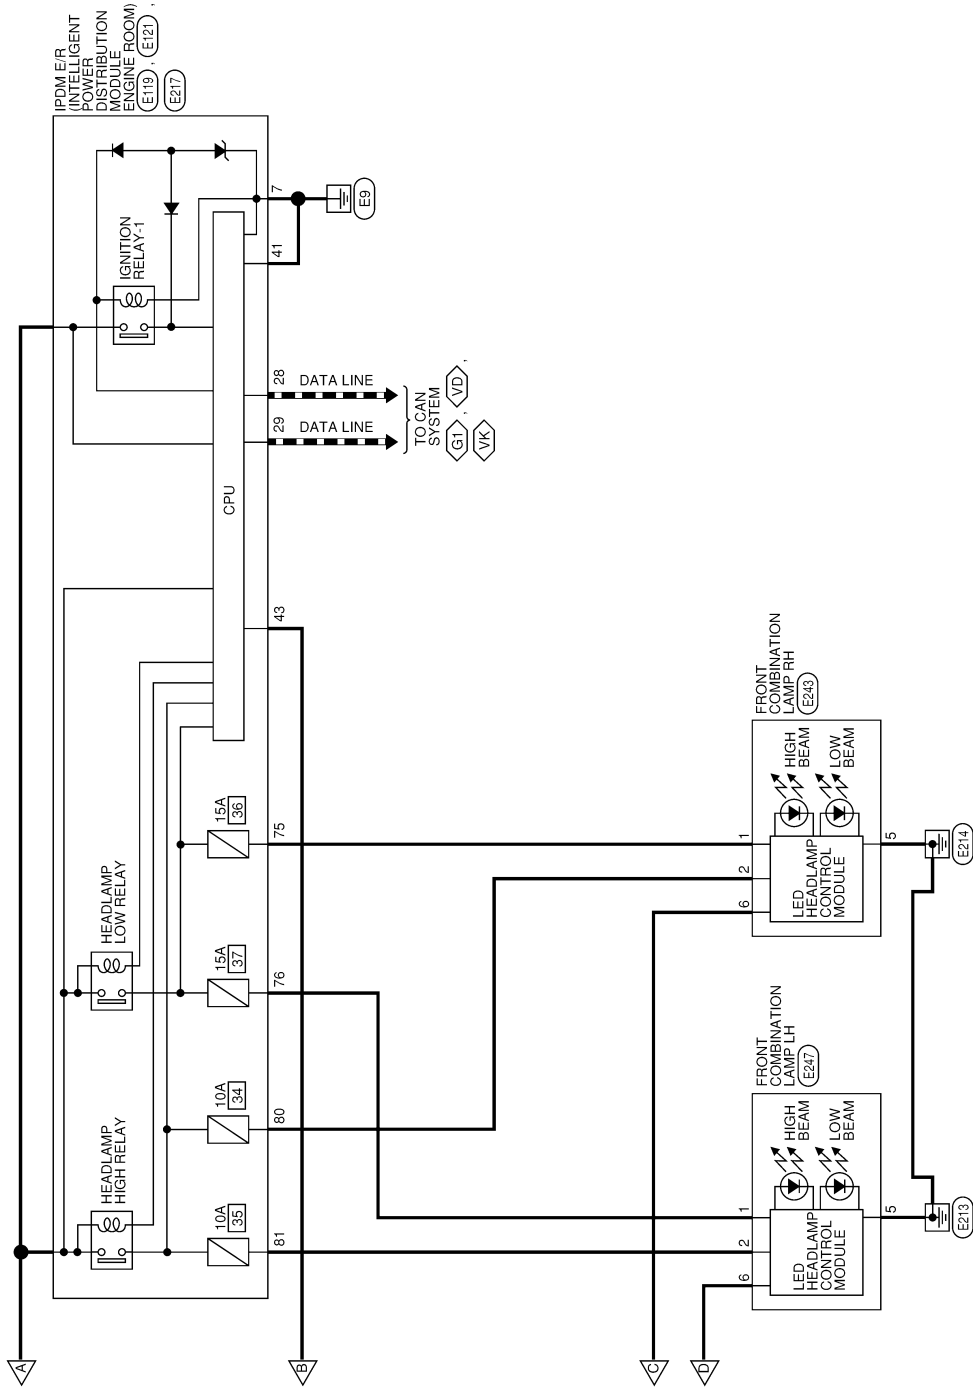 IPDM E/R
(INTELLIGENT
POWER
DISTRIBUTION
MODULE
ENGINE ROOM)
E119 , E121 ,
E217
IGNITION
RELAY-1
HEADLAMP
LOW RELAY
HEADLAMP
HIGH RELAY
CPU
10A
35
10A
34
15A
37
15A
36
81
80
76
75
43
29
28
41
7
E9
DATA LINE
DATA LINE
TO CAN
SYSTEM
G1 , VD ,
VK
FRONT
COMBINATION
LAMP LH
E247
HIGH
BEAM
LOW
BEAM
6
2
1
5
LED
HEADLAMP
CONTROL
MODULE
E213
FRONT
COMBINATION
LAMP RH
E243
HIGH
BEAM
LOW
BEAM
6
2
1
5
LED
HEADLAMP
CONTROL
MODULE
E214
A
B
C
D